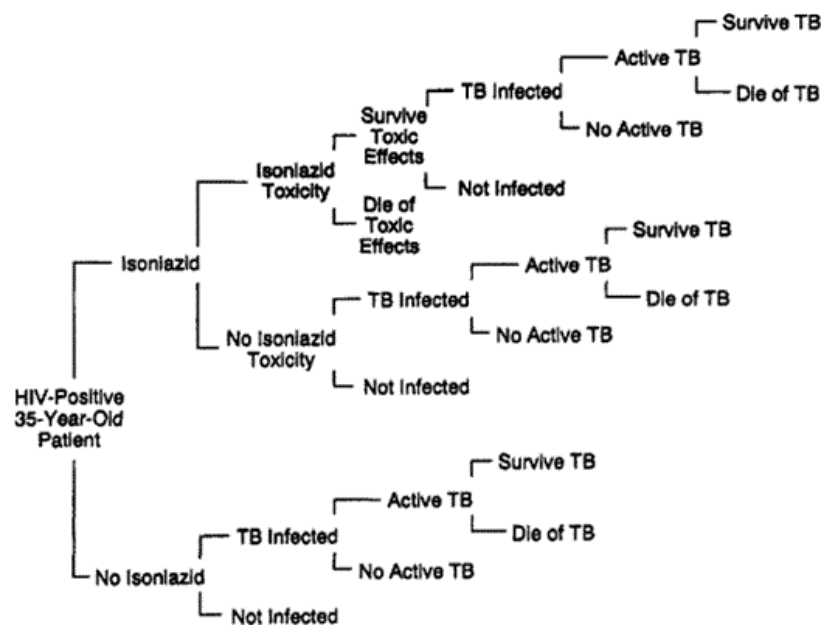 Survive TB
Active TB
Die of TB
TB Infected
No Active TB
Survive
Toxic
Effects
Isoniazid
Toxicity
Not Infected
Die of
Toxic
Effects
Isoniazid
Survive TB
Active TB
Die of TB
TB Infected
No Active TB
No Isoniazid
Toxicity
Not Infected
HIV-Positive
35-Year-Old
Patient
Survive TB
Active TB
Die of TB
TB Infected
No Active TB
No Isoniazid
Not Infected